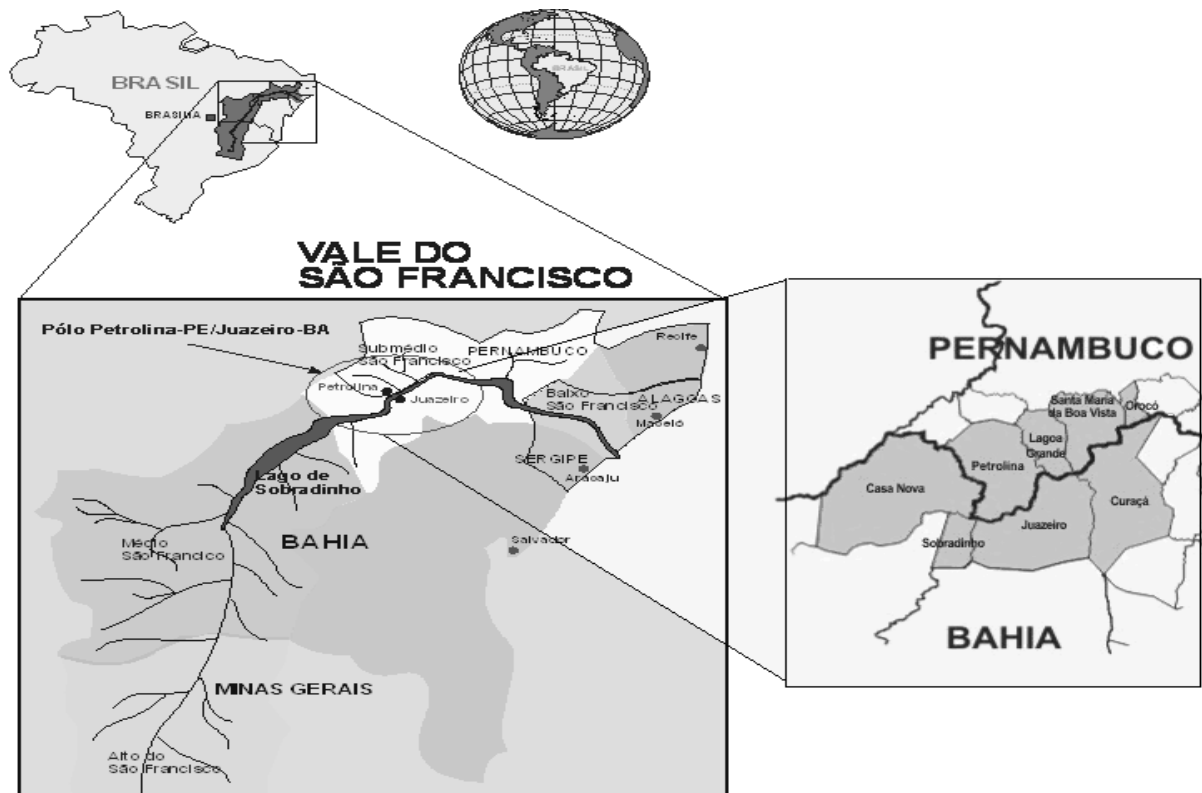 BRASIL
BRASILIA
BRASIL
VALE DO
SÃO FRANCISCO
Pólo Petrolina-PE/Juazeiro-BA
Submédio
São Francisco
PERNAMBUCO
Recife
Petrolina
Juazeiro
Baixo
São Francisco
ALAGOAS
Maceió
SERGIPE
Aracaju
Lago de
Sobradinho
Salvador
BAHIA
Médio
São Francico
MINAS GERAIS
Alto do
São Francisco
PERNAMBUCO
Santa Maria
da Boa Vista
Orocó
Lagoa
Grande
Petrolina
Casa Nova
Curaçá
Juazeiro
Sobradinho
BAHIA